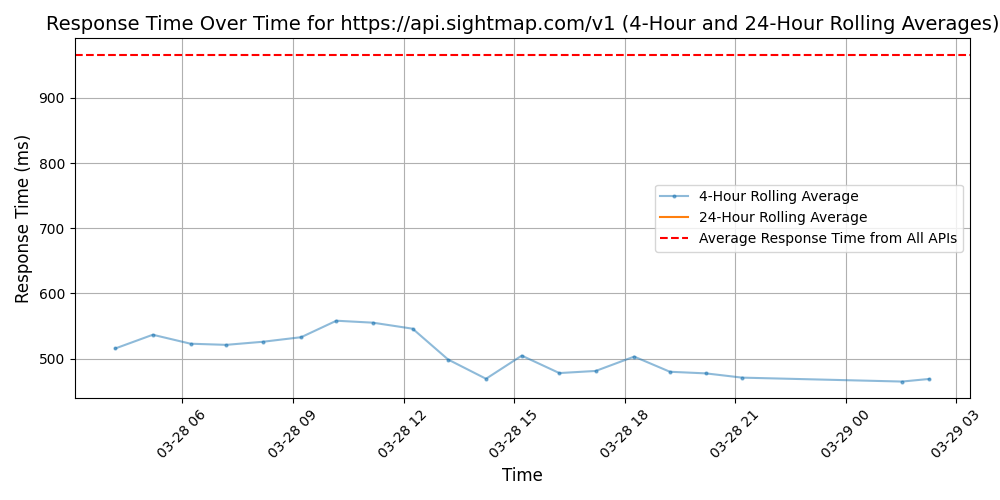 Response Time Over Time for https://api.sightmap.com/v1 (4-Hour and 24-Hour Rolling Averages)
Response Time (ms)
900
800
700
600
500
4-Hour Rolling Average
24-Hour Rolling Average
Average Response Time from All APIs
03-28 06
03-28 09
03-28 12
03-28 15
03-28 18
03-28 21
03-29 00
03-29 03
Time